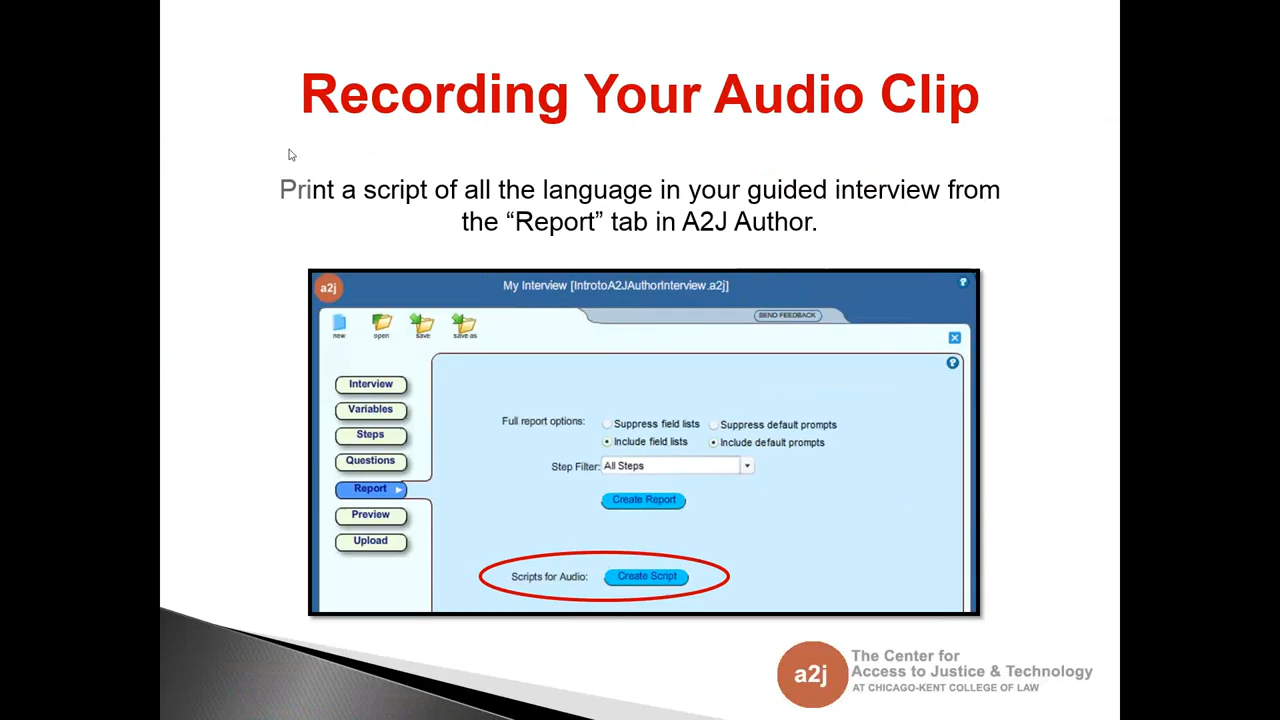 Recording Your Audio Clip
Print a script of all the language in your guided interview from
the “Report” tab in A2J Author.
a2j
My Interview [IntrotoA2JAuthorInterview.a2j]
?
new
open
save
save as
SEND FEEDBACK
?
Interview
Variables
Steps
Questions
Report
Preview
Upload
Full report options:
Suppress field lists
Suppress default prompts
Include field lists
Include default prompts
Step Filter:
All Steps
Create Report
Scripts for Audio:
Create Script
a2j
The Center for
Access to Justice & Technology
AT CHICAGO-KENT COLLEGE OF LAW